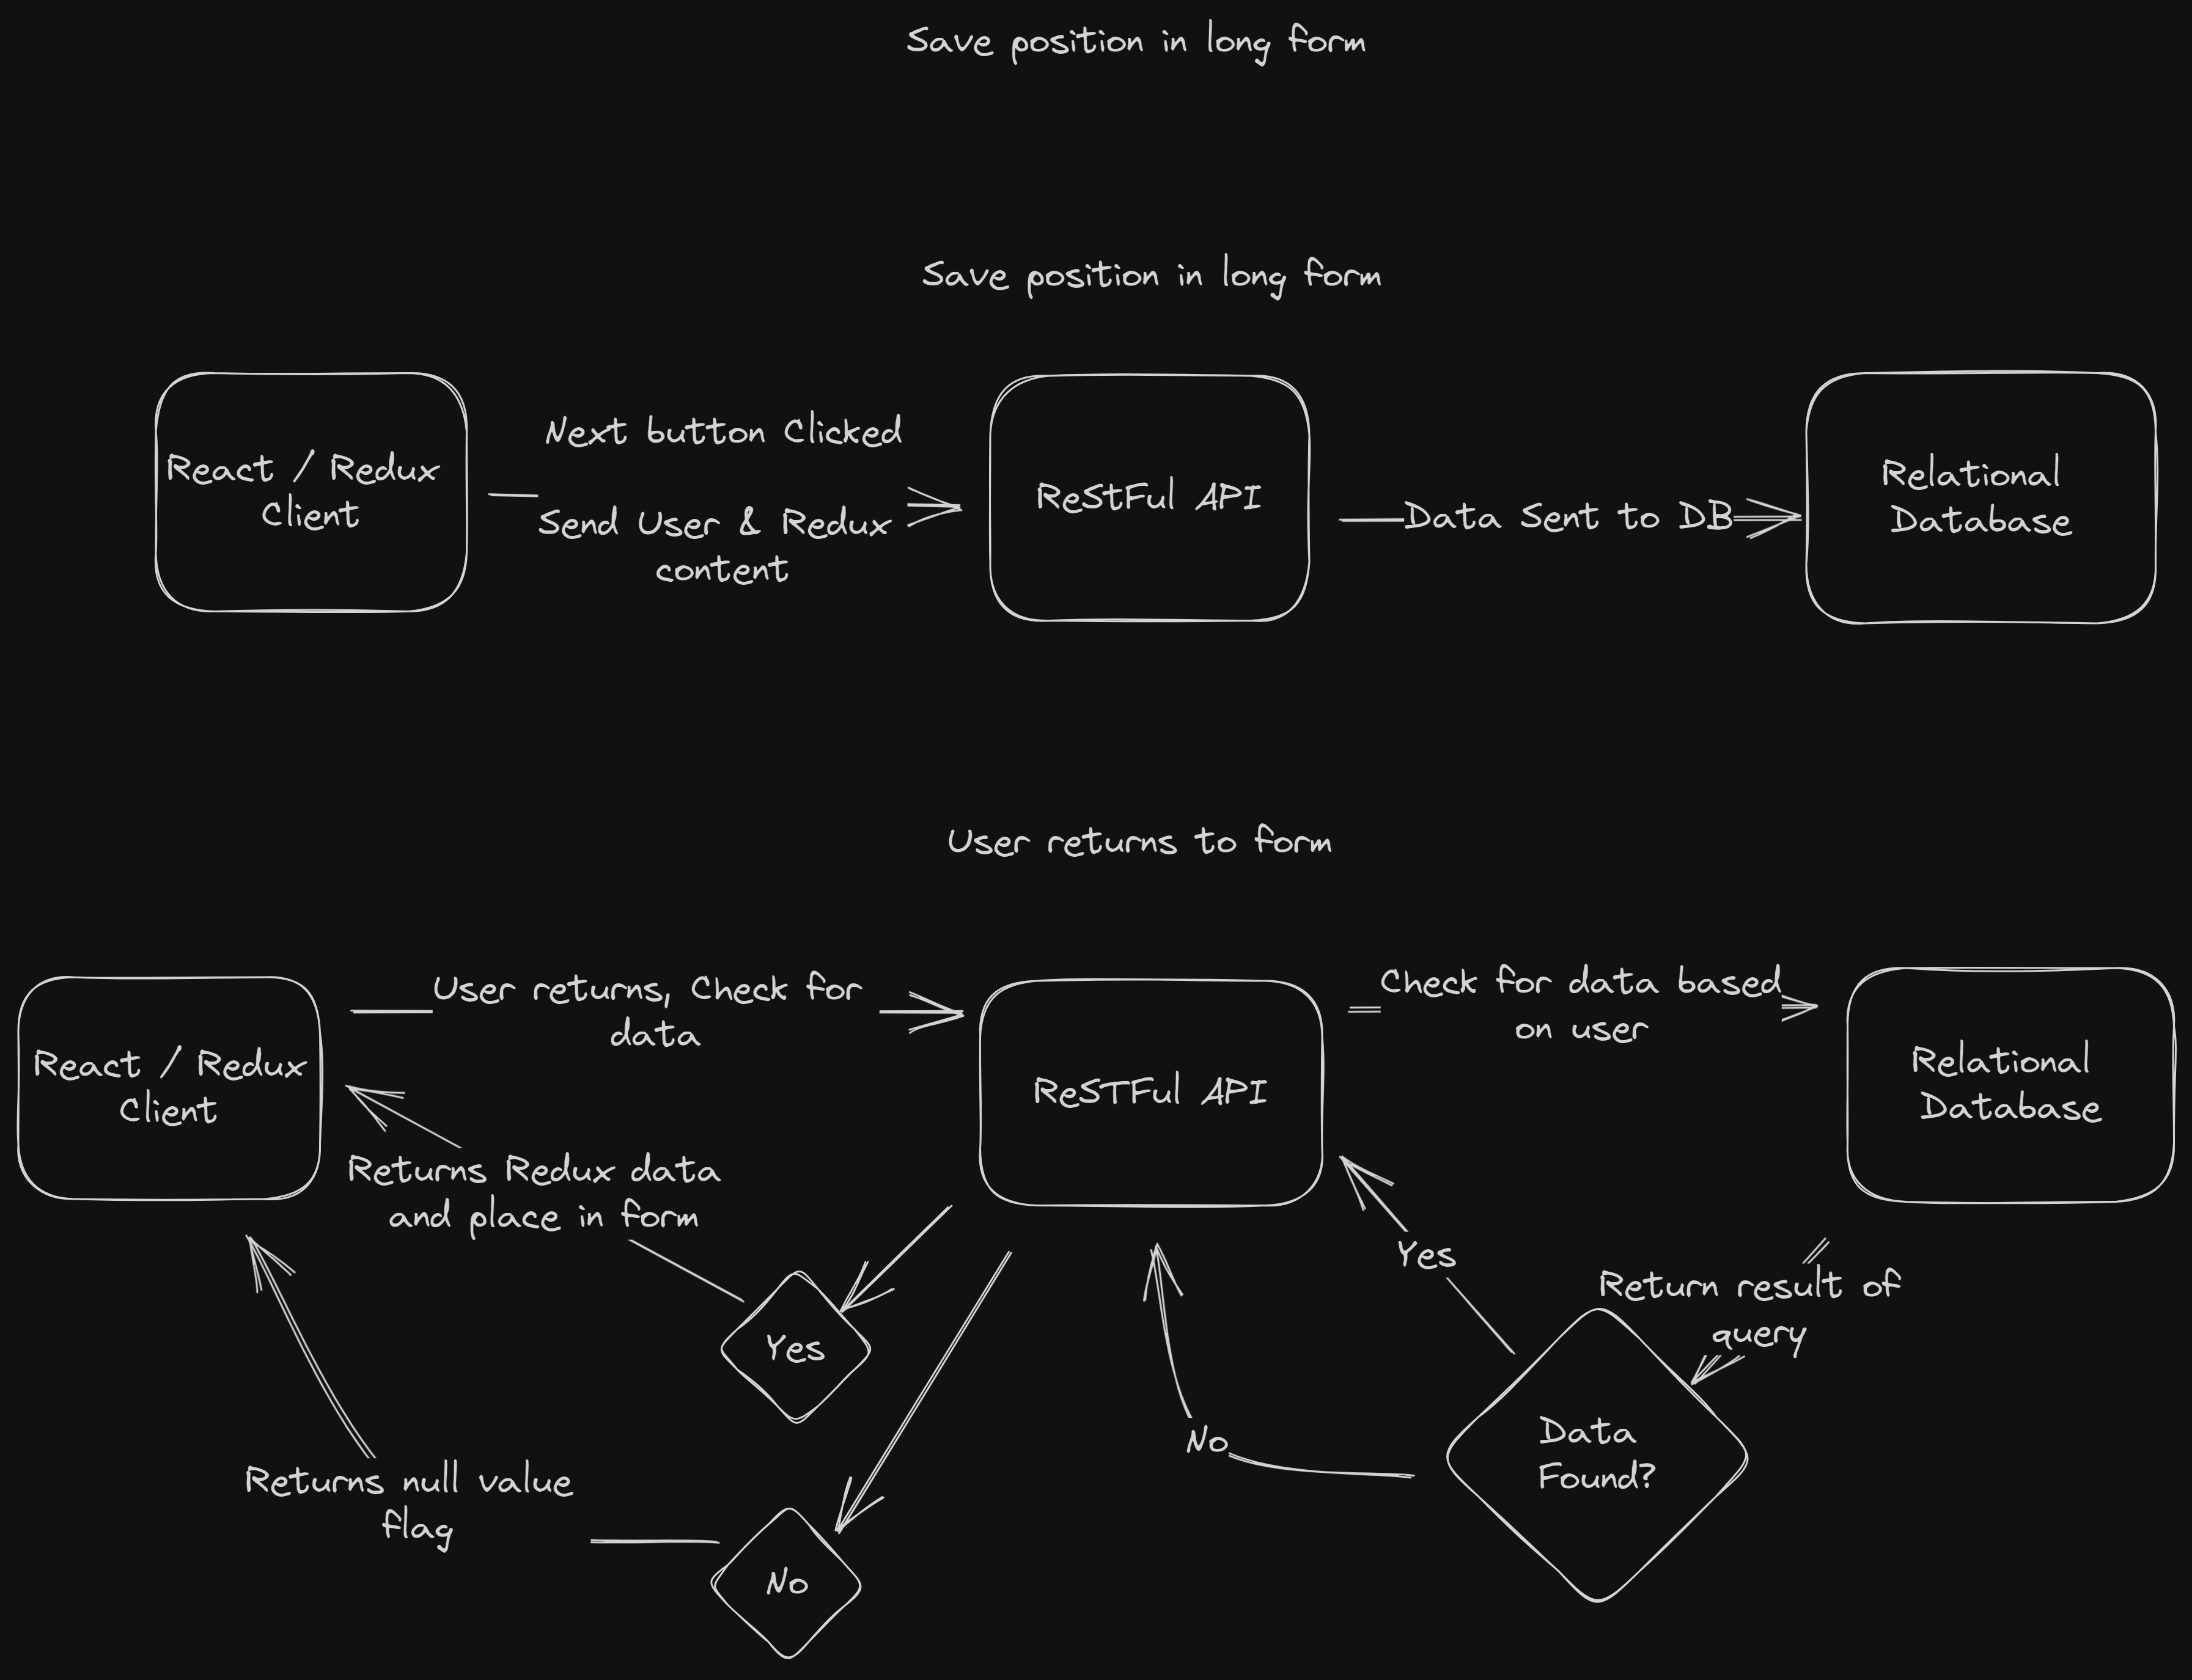 Save position in long form
Save position in long form
Next button Clicked
React / Redux
Client
Send User & Redux
content
ReStFul API
Data Sent to DB
Relational
Database
User returns to form
User returns, Check for
data
Check for data based
on user
React / Redux
Client
ReSTFul API
Relational
Database
Returns Redux data
and place in form
Yes
Return result of
query
Yes
Data
Found?
No
Returns null value
flag
No